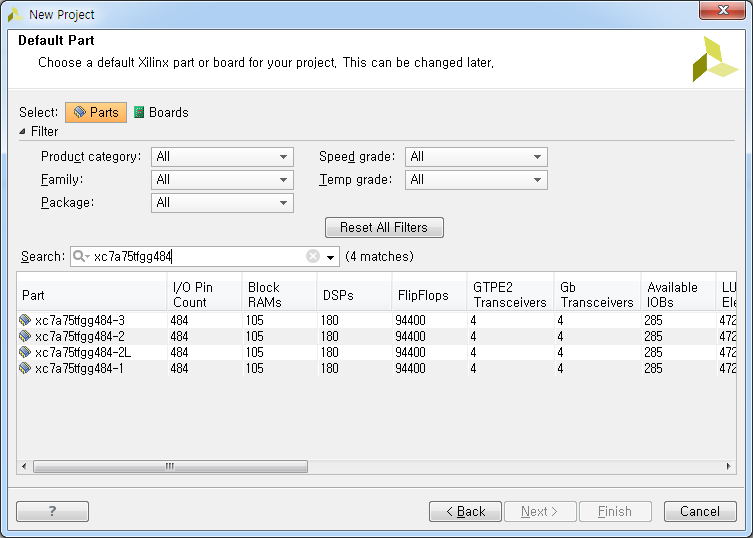 New Project
Default Part
Choose a default Xilinx part or board for your project. This can be changed later.
Select: Parts Boards
Filter
Product category: All Speed grade: All
Family: All Temp grade: All
Package: All
Reset All Filters
Search: xc7a75tfgg484 (4 matches)
Part I/O Pin Count Block RAMs DSPs FlipFlops GTPE2 Transceivers Gb Transceivers Available IOBs LU Ele
xc7a75tfgg484-3 484 105 180 94400 4 4 285 472
xc7a75tfgg484-2 484 105 180 94400 4 4 285 472
xc7a75tfgg484-2L 484 105 180 94400 4 4 285 472
xc7a75tfgg484-1 484 105 180 94400 4 4 285 472
? < Back Next > Finish Cancel